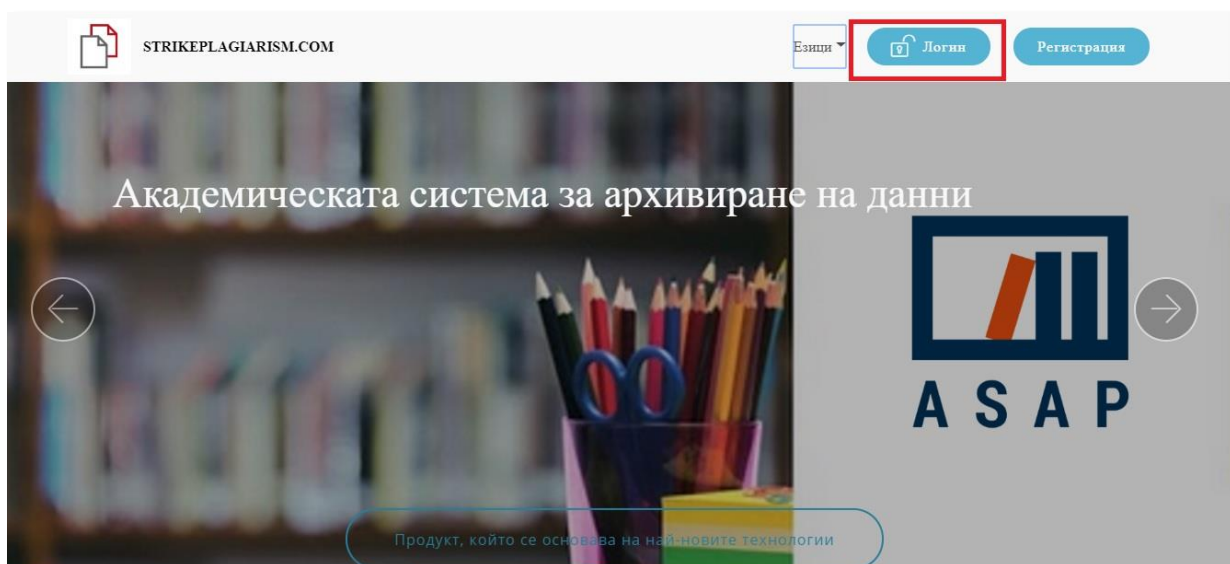 STRIKEPLAGIARISM.COM
Езици
Логин
Регистрация
Академическата система за архивиране на данни
ASAP
Продукт, който се основава на най-новите технологии